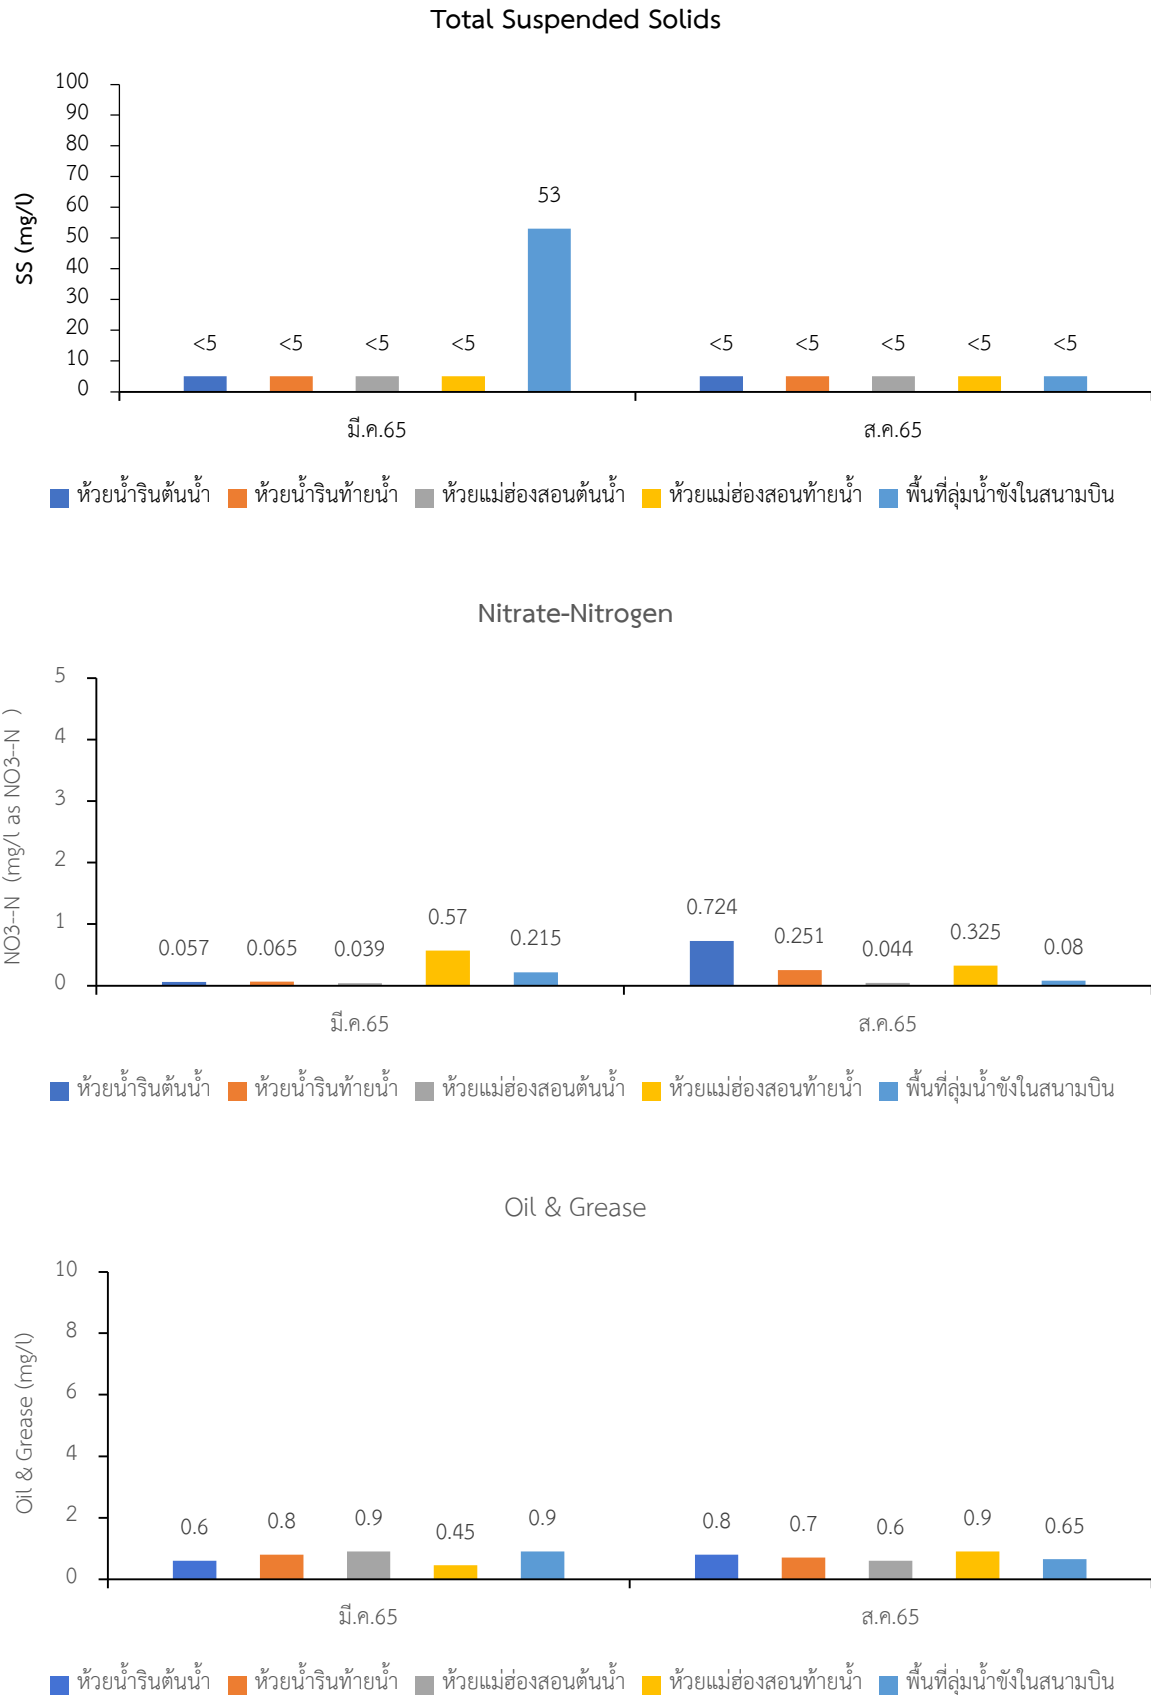 Total Suspended Solids
100
90
80
70
60
50
40
30
20
10
0
SS (mg/l)
<5 <5 <5 <5 53 <5 <5 <5 <5 <5
มี.ค.65 ส.ค.65
ห้วยน้ำรินต้นน้ำ ห้วยน้ำรินท้ายน้ำ ห้วยแม่ฮ่องสอนต้นน้ำ ห้วยแม่ฮ่องสอนท้ายน้ำ พื้นที่ลุ่มน้ำขังในสนามบิน
Nitrate-Nitrogen
5
4
3
2
1
0
NO3--N (mg/l as NO3--N )
0.057 0.065 0.039 0.57 0.215 0.724 0.251 0.044 0.325 0.08
มี.ค.65 ส.ค.65
ห้วยน้ำรินต้นน้ำ ห้วยน้ำรินท้ายน้ำ ห้วยแม่ฮ่องสอนต้นน้ำ ห้วยแม่ฮ่องสอนท้ายน้ำ พื้นที่ลุ่มน้ำขังในสนามบิน
Oil & Grease
10
8
6
4
2
0
Oil & Grease (mg/l)
0.6 0.8 0.9 0.45 0.9 0.8 0.7 0.6 0.9 0.65
มี.ค.65 ส.ค.65
ห้วยน้ำรินต้นน้ำ ห้วยน้ำรินท้ายน้ำ ห้วยแม่ฮ่องสอนต้นน้ำ ห้วยแม่ฮ่องสอนท้ายน้ำ พื้นที่ลุ่มน้ำขังในสนามบิน